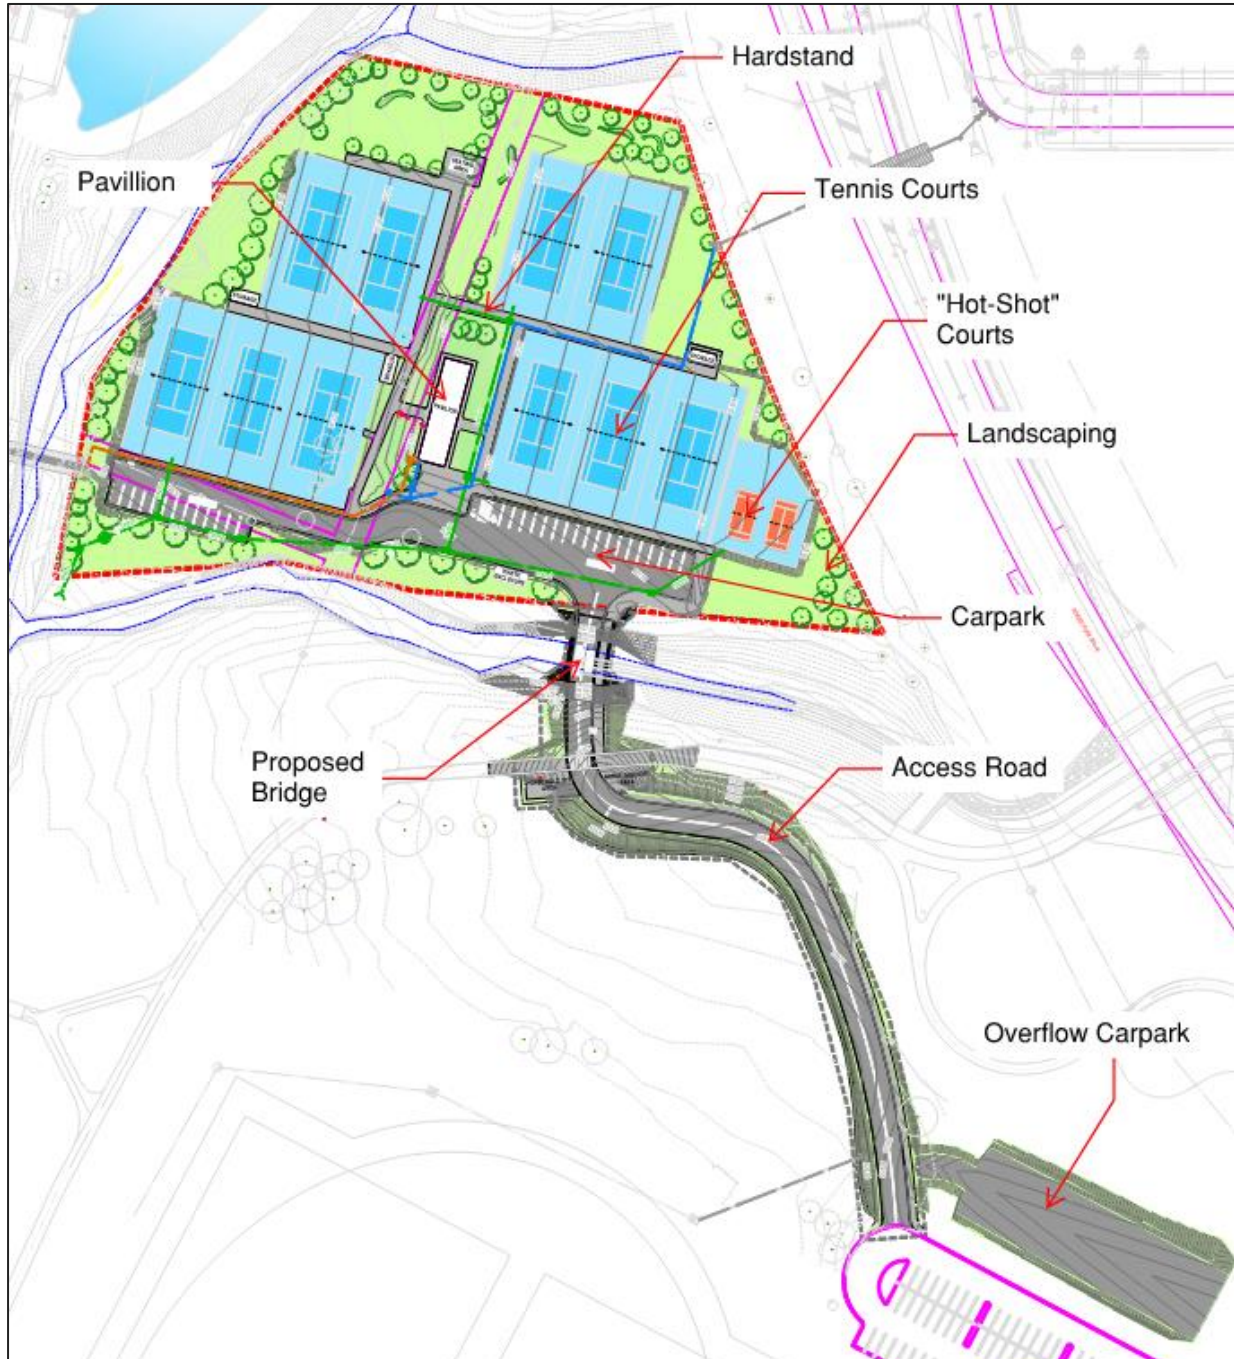 Hardstand
Pavillion
Tennis Courts
"Hot-Shot"
Courts
Landscaping
Carpark
Proposed
Bridge
Access Road
Overflow Carpark